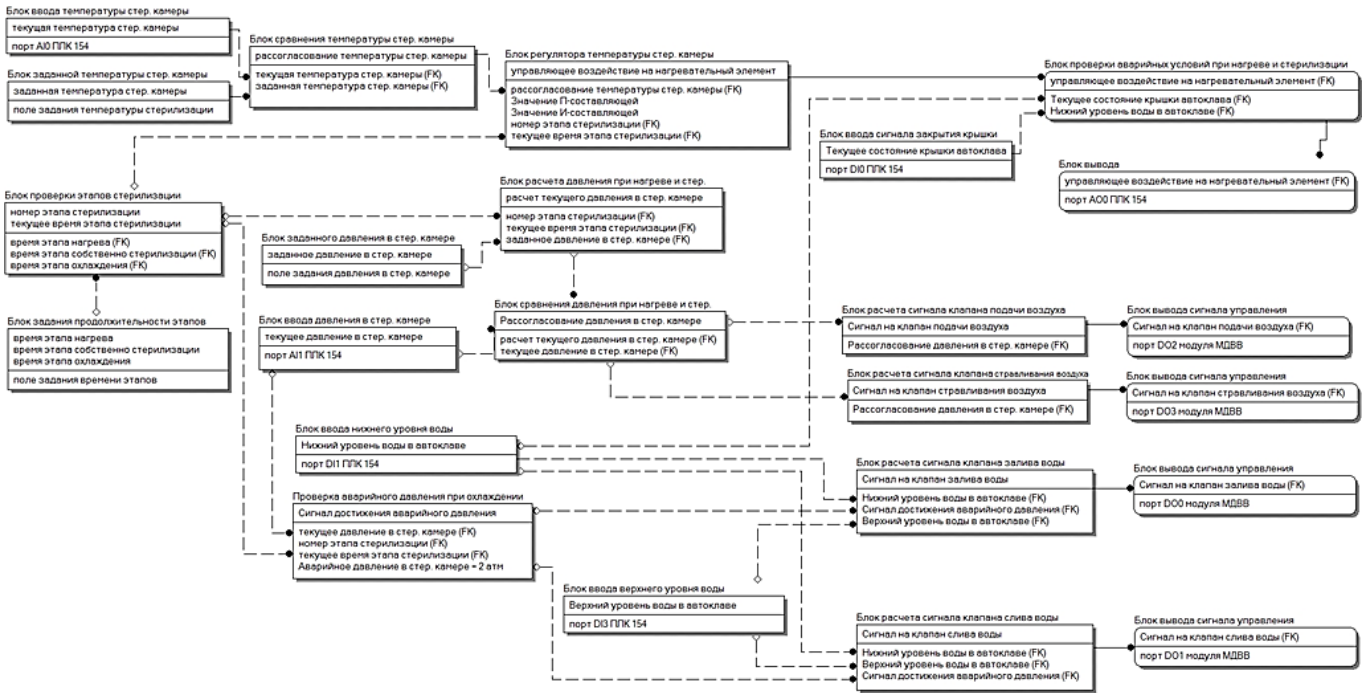 Блок ввода температуры стер. камеры
текущая температура стер. камеры
порт AI0 ПЛК 154
Блок заданной температуры стер. камеры
заданная температура стер. камеры
поле задания температуры стерилизации
Блок сравнения температуры стер. камеры
рассогласование температуры стер. камеры
текущая температура стер. камеры (FK)
заданная температура стер. камеры (FK)
Блок регулятора температуры стер. камеры
управляющее воздействие на нагревательный элемент
рассогласование температуры стер. камеры (FK)
Значение П-составляющей
Значение И-составляющей
номер этапа стерилизации (FK)
текущее время этапа стерилизации (FK)
Блок проверки аварийных условий при нагреве и стерилизации
управляющее воздействие на нагревательный элемент (FK)
Текущее состояние крышки автоклава (FK)
Нижний уровень воды в автоклаве (FK)
Блок ввода сигнала закрытия крышки
Текущее состояние крышки автоклава
порт DI0 ПЛК 154
Блок вывода
управляющее воздействие на нагревательный элемент (FK)
порт AO0 ПЛК 154
Блок проверки этапов стерилизации
номер этапа стерилизации
текущее время этапа стерилизации
время этапа нагрева (FK)
время этапа собственно стерилизации (FK)
время этапа охлаждения (FK)
Блок расчета давления при нагреве и стер.
расчет текущего давления в стер. камере
номер этапа стерилизации (FK)
текущее время этапа стерилизации (FK)
заданное давление в стер. камере (FK)
Блок заданного давления в стер. камере
заданное давление в стер. камере
поле задания давления в стер. камере
Блок задания продолжительности этапов
время этапа нагрева
время этапа собственно стерилизации
время этапа охлаждения
поле задания времени этапов
Блок ввода давления в стер. камере
текущее давление в стер. камере
порт AI1 ПЛК 154
Блок сравнения давления при нагреве и стер.
Рассогласование давления в стер. камере
расчет текущего давления в стер. камере (FK)
текущее давление в стер. камере (FK)
Блок расчета сигнала клапана подачи воздуха
Сигнал на клапан подачи воздуха
Рассогласование давления в стер. камере (FK)
Блок вывода сигнала управления
Сигнал на клапан подачи воздуха (FK)
порт DO2 модуля МДВВ
Блок расчета сигнала клапана стравливания воздуха
Сигнал на клапан стравливания воздуха
Рассогласование давления в стер. камере (FK)
Блок вывода сигнала управления
Сигнал на клапан стравливания воздуха (FK)
порт DO3 модуля МДВВ
Блок ввода нижнего уровня воды
Нижний уровень воды в автоклаве
порт DI1 ПЛК 154
Проверка аварийного давления при охлаждении
Сигнал достижения аварийного давления
текущее давление в стер. камере (FK)
номер этапа стерилизации (FK)
текущее время этапа стерилизации (FK)
Аварийное давление в стер. камере = 2 атм
Блок расчета сигнала клапана залива воды
Сигнал на клапан залива воды
Нижний уровень воды в автоклаве (FK)
Сигнал достижения аварийного давления (FK)
Верхний уровень воды в автоклаве (FK)
Блок вывода сигнала управления
Сигнал на клапан залива воды (FK)
порт DO0 модуля МДВВ
Блок ввода верхнего уровня воды
Верхний уровень воды в автоклаве
порт DI3 ПЛК 154
Блок расчета сигнала клапана слива воды
Сигнал на клапан слива воды
Нижний уровень воды в автоклаве (FK)
Верхний уровень воды в автоклаве (FK)
Сигнал достижения аварийного давления (FK)
Блок вывода сигнала управления
Сигнал на клапан слива воды (FK)
порт DO1 модуля МДВВ